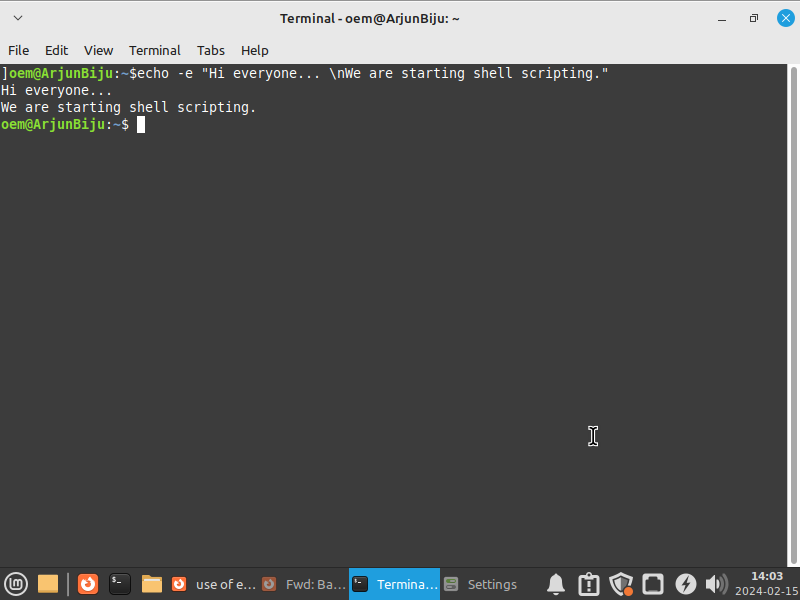 Terminal - oem@ArjunBiju: ~
File Edit View Terminal Tabs Help
]oem@ArjunBiju:~$echo -e "Hi everyone... \nWe are starting shell scripting."
Hi everyone...
We are starting shell scripting.
oem@ArjunBiju:~$
use of e... Fwd: Ba... Termina... Settings 14:03
2024-02-15